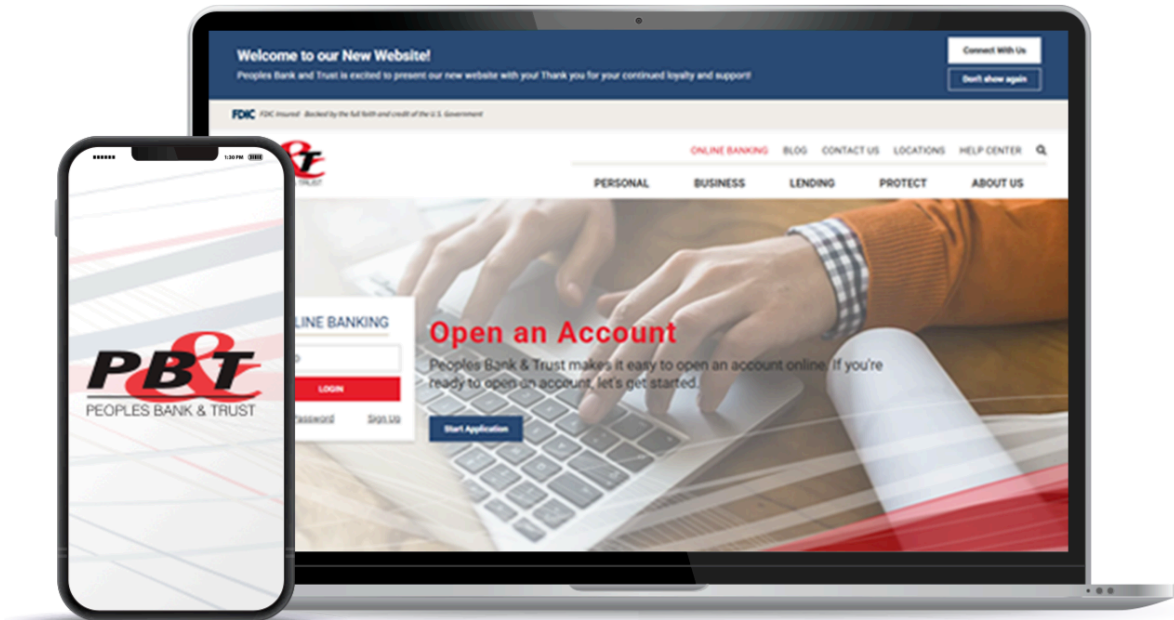 Welcome to our New Website!
Peoples Bank and Trust is excited to present our new website with you! Thank you for your continued loyalty and support!
Connect With Us
Don't show again
FDIC FDIC-Insured - Backed by the full faith and credit of the U.S. Government
&T
TRUST
ONLINE BANKING BLOG CONTACT US LOCATIONS HELP CENTER
PERSONAL BUSINESS LENDING PROTECT ABOUT US
LINE BANKING
LOGIN
Password Sign Up
Open an Account
Peoples Bank & Trust makes it easy to open an account online. If you're
ready to open an account, let's get started.
Start Application
1:30 PM
PB&T
PEOPLES BANK & TRUST